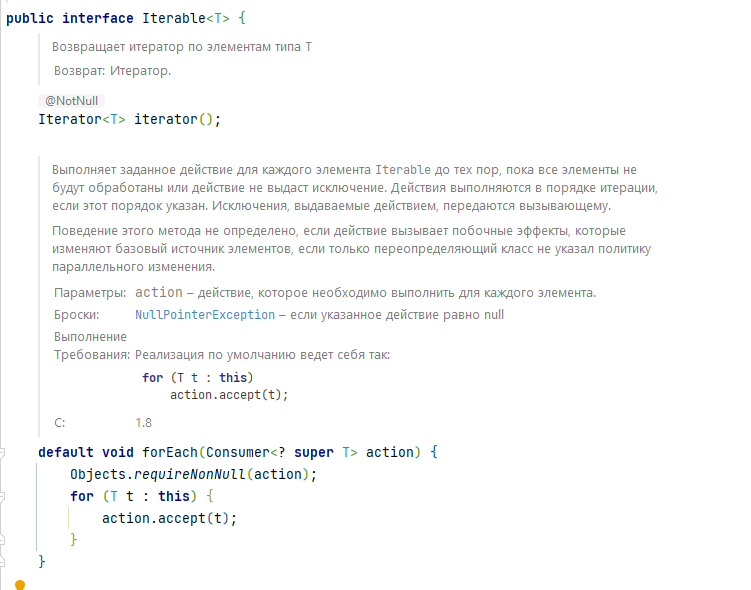 public interface Iterable<T> {
Возвращает итератор по элементам типа T
Возврат: Итератор.
@NotNull
Iterator<T> iterator();
Выполняет заданное действие для каждого элемента Iterable до тех пор, пока все элементы не
будут обработаны или действие не выдаст исключение. Действия выполняются в порядке итерации,
если этот порядок указан. Исключения, выдаваемые действием, передаются вызывающему.
Поведение этого метода не определено, если действие вызывает побочные эффекты, которые
изменяют базовый источник элементов, если только переопределяющий класс не указал политику
параллельного изменения.
Параметры: action – действие, которое необходимо выполнить для каждого элемента.
Броски: NullPointerException – если указанное действие равно null
Выполнение
Требования: Реализация по умолчанию ведет себя так:
for (T t : this)
action.accept(t);
С: 1.8
default void forEach(Consumer<? super T> action) {
Objects.requireNonNull(action);
for (T t : this) {
action.accept(t);
}
}